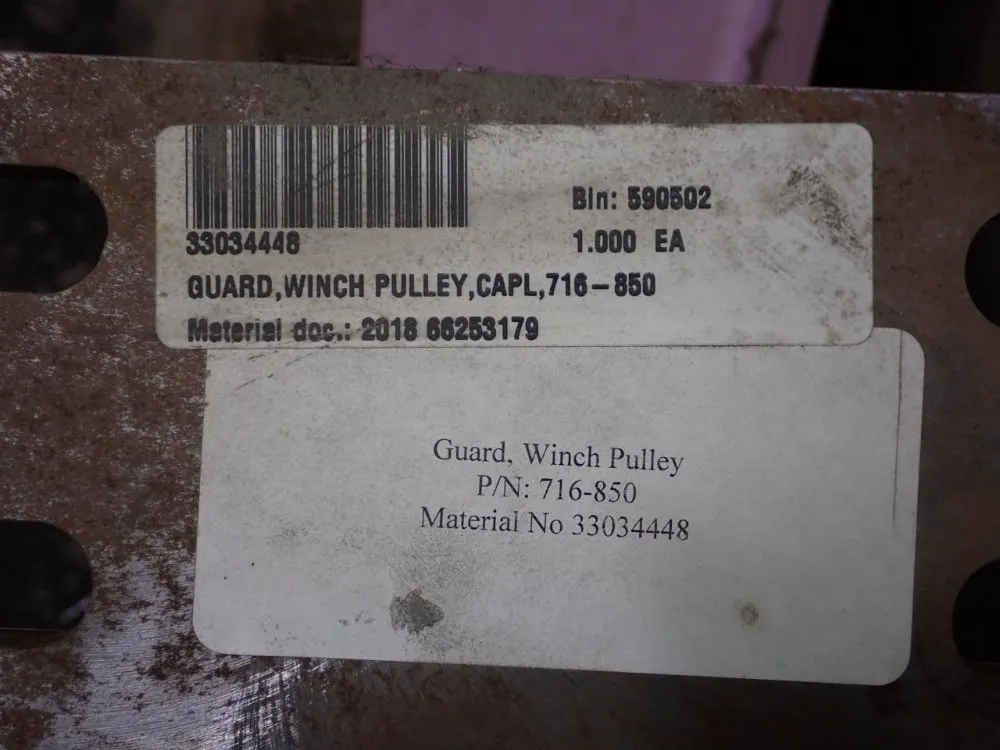 Bin: 590502
33034448
1.000 EA
GUARD,WINCH PULLEY,CAPL,716-850
Material doc.: 2018 66253179
Guard, Winch Pulley
P/N: 716-850
Material No 33034448